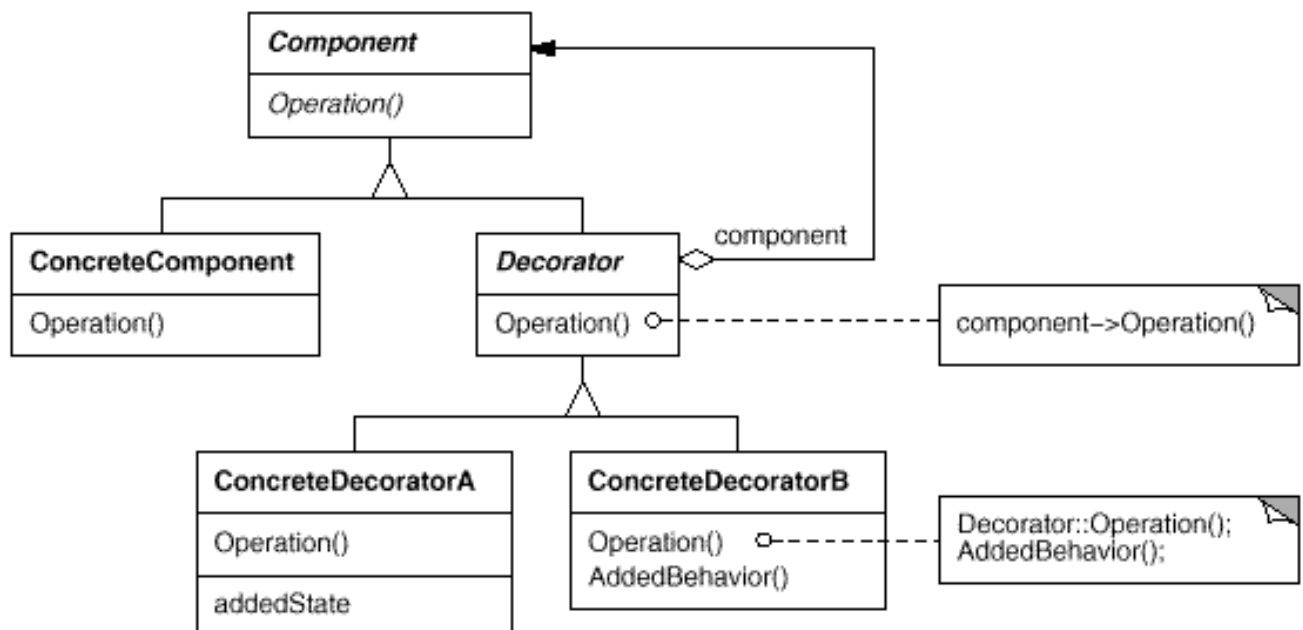 Component
Operation()
component
ConcreteComponent
Operation()
Decorator
Operation()
component−>Operation()
ConcreteDecoratorA
Operation()
addedState
ConcreteDecoratorB
Operation()
AddedBehavior()
Decorator::Operation();
AddedBehavior();